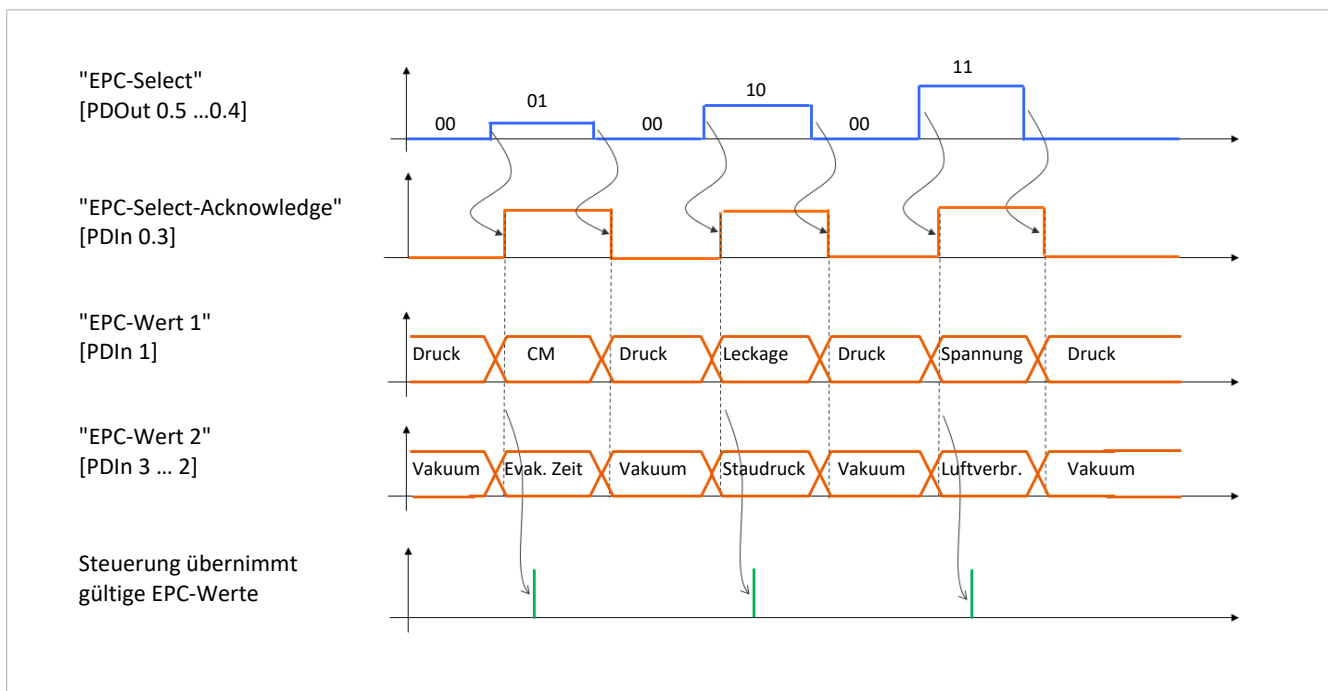 "EPC-Select"
[PDOut 0.5 ...0.4]
00
01
00
10
00
11
"EPC-Select-Acknowledge"
[PDIn 0.3]
"EPC-Wert 1"
[PDIn 1]
Druck
CM
Druck
Leckage
Druck
Spannung
Druck
"EPC-Wert 2"
[PDIn 3 ... 2]
Vakuum
Evak. Zeit
Vakuum
Staudruck
Vakuum
Luftverbr.
Vakuum
Steuerung übernimmt
gültige EPC-Werte